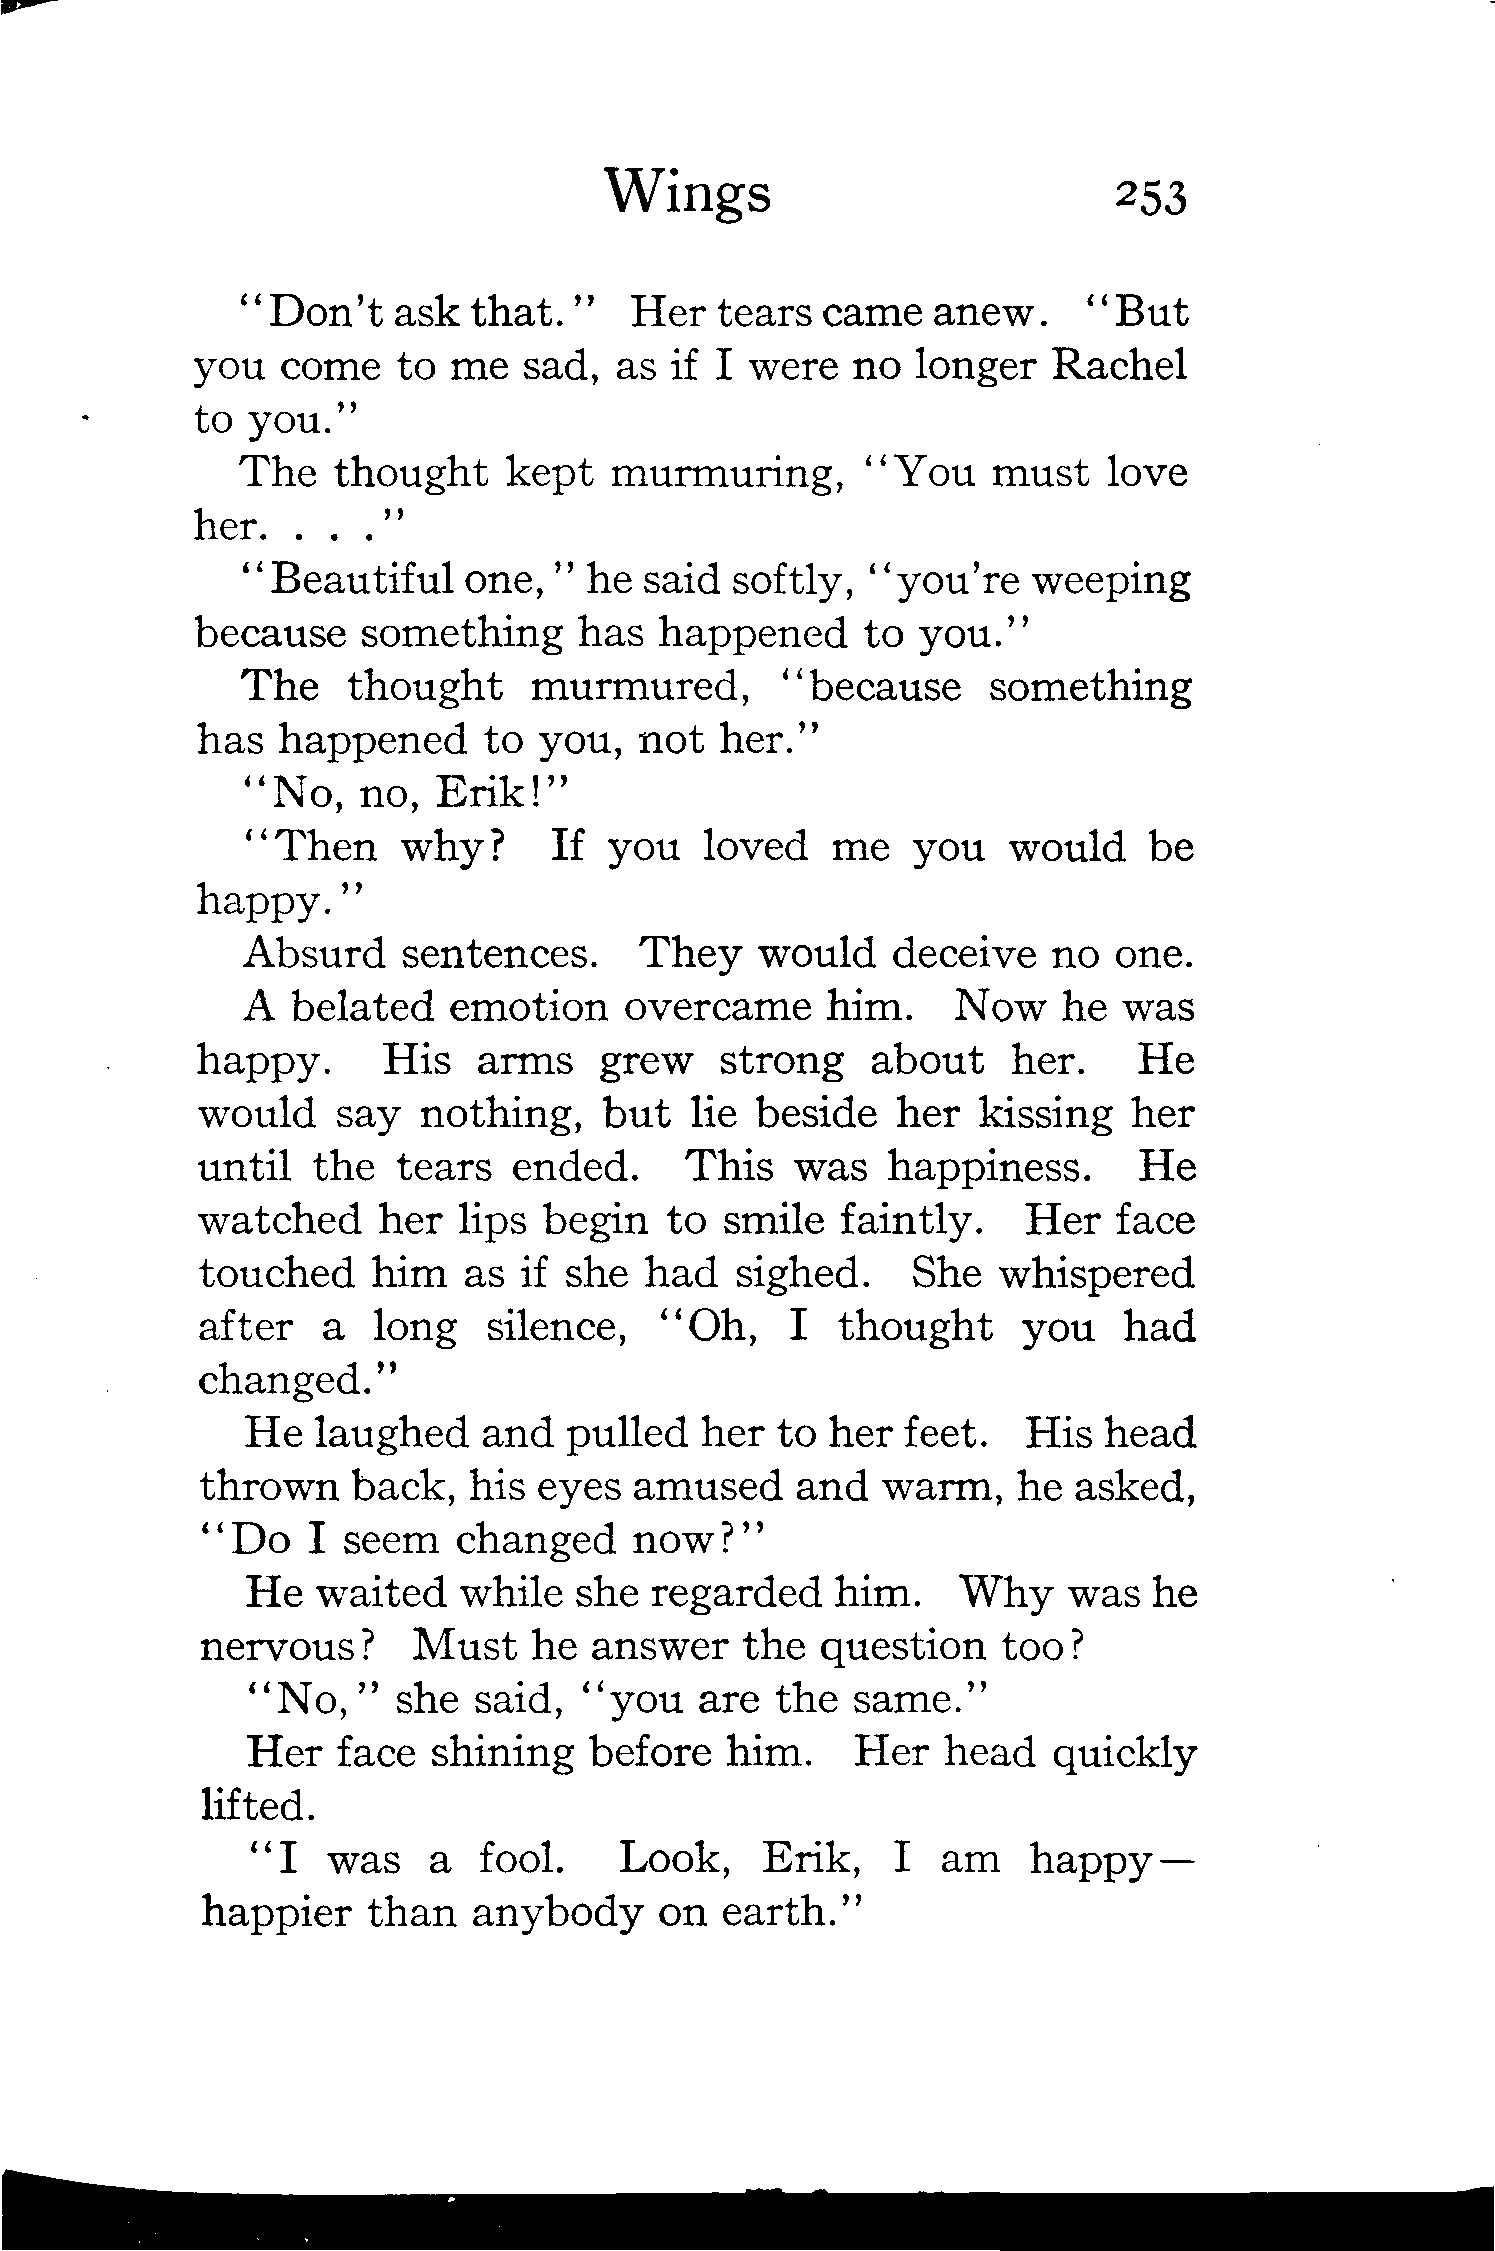 Wings 253
"Don't ask that." Her tears came anew. "But
you come to me sad, as if I were no longer Rachel
to you."
The thought kept murmuring, "You must love
her. . . ."
"Beautiful one," he said softly, "you're weeping
because something has happened to you."
The thought murmured, "because something
has happened to you, not her."
"No, no, Erik!"
"Then why? If you loved me you would be
happy."
Absurd sentences. They would deceive no one.
A belated emotion overcame him. Now he was
happy. His arms grew strong about her. He
would say nothing, but lie beside her kissing her
until the tears ended. This was happiness. He
watched her lips begin to smile faintly. Her face
touched him as if she had sighed. She whispered
after a long silence, "Oh, I thought you had
changed."
He laughed and pulled her to her feet. His head
thrown back, his eyes amused and warm, he asked,
"Do I seem changed now?"
He waited while she regarded him. Why was he
nervous? Must he answer the question too?
"No," she said, "you are the same."
Her face shining before him. Her head quickly
lifted.
"I was a fool. Look, Erik, I am happy—
happier than anybody on earth."